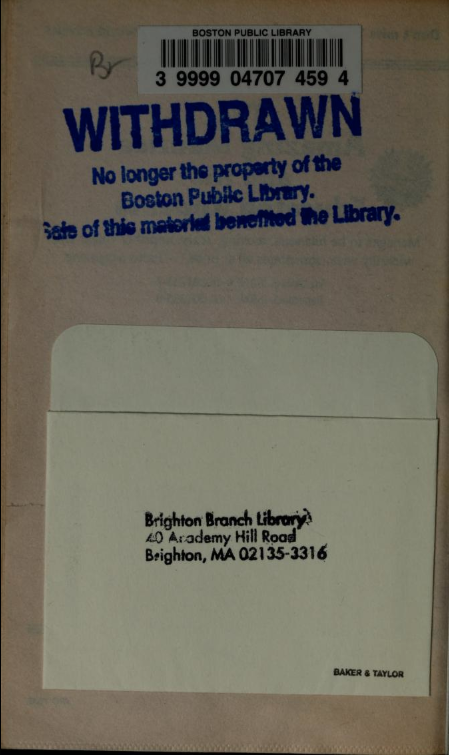 BOSTON PUBLIC LIBRARY
Br
3 9999 04707 459 4
WITHDRAWN
No longer the property of the
Boston Public Library.
Sale of this material benefited the Library.
Brighton Branch Library
40 Academy Hill Road
Brighton, MA 02135-3316
BAKER & TAYLOR